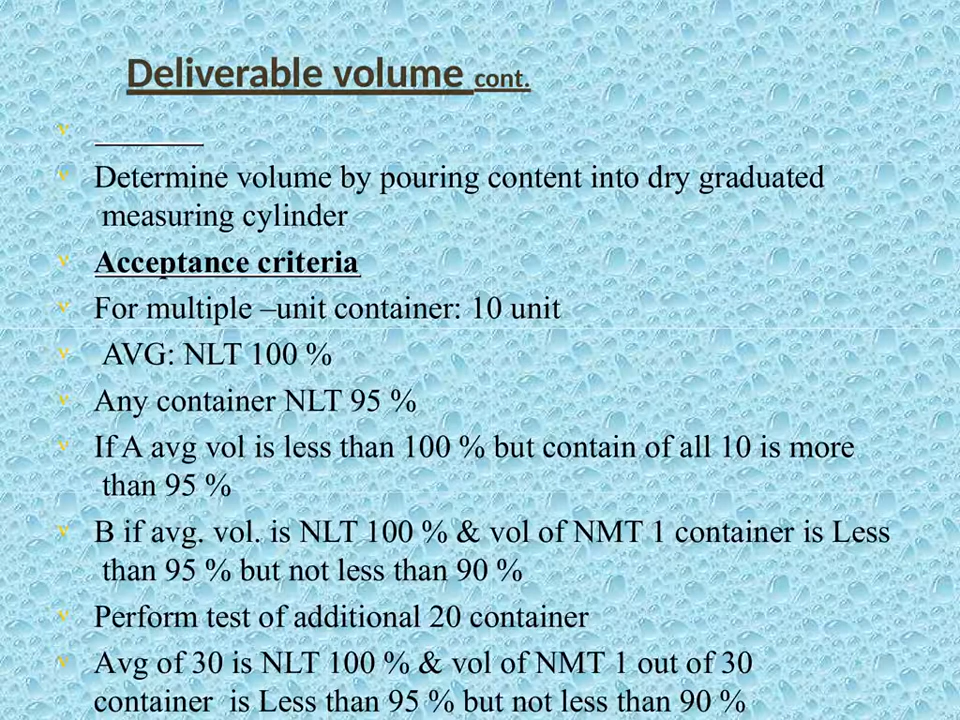 Deliverable volume cont.
Determine volume by pouring content into dry graduated
measuring cylinder
Acceptance criteria
For multiple –unit container: 10 unit
AVG: NLT 100 %
Any container NLT 95 %
If A avg vol is less than 100 % but contain of all 10 is more
than 95 %
B if avg. vol. is NLT 100 % & vol of NMT 1 container is Less
than 95 % but not less than 90 %
Perform test of additional 20 container
Avg of 30 is NLT 100 % & vol of NMT 1 out of 30
container is Less than 95 % but not less than 90 %